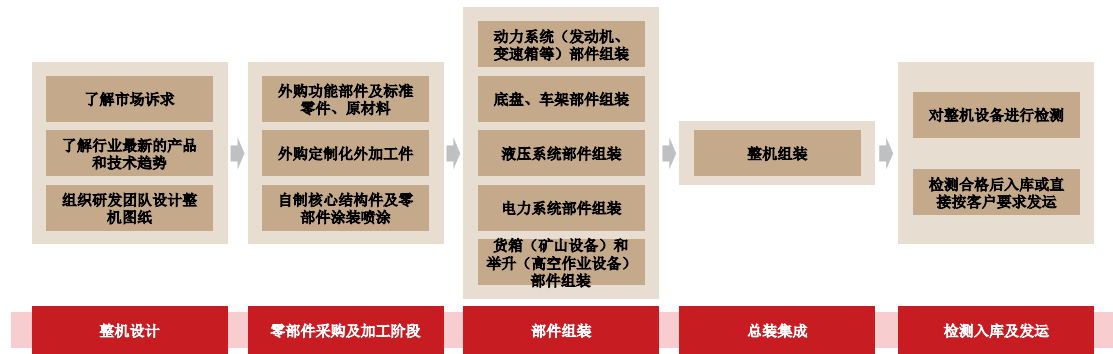 了解市场诉求
了解行业最新的产品
和技术趋势
组织研发团队设计整
机图纸
外购功能部件及标准
零件、原材料
外购定制化外加工件
自制核心结构件及零
部件涂装喷涂
动力系统（发动机、
变速箱等）部件组装
底盘、车架部件组装
液压系统部件组装
电力系统部件组装
货箱（矿山设备）和
举升（高空作业设备）
部件组装
整机组装
对整机设备进行检测
检测合格后入库或直
接按客户要求发运
整机设计
零部件采购及加工阶段
部件组装
总装集成
检测入库及发运